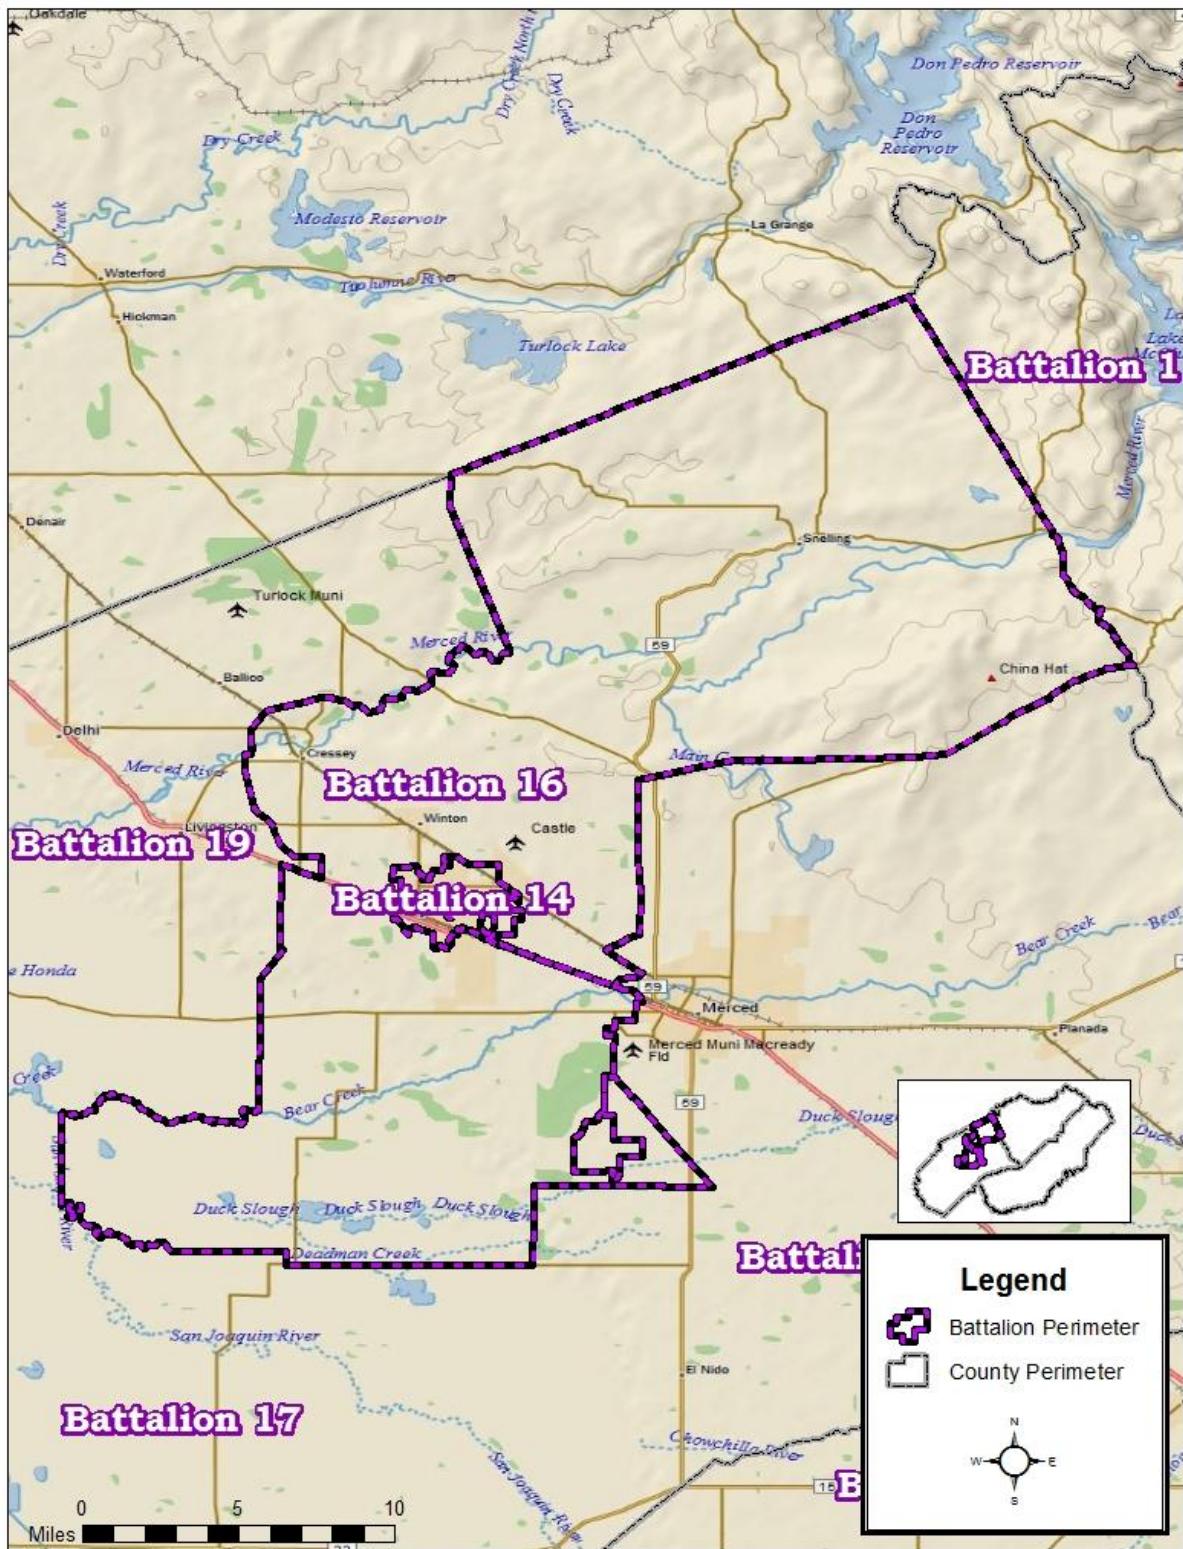 Oakdale
Don Pedro Reservoir
Dry Creek North
Dry Creek
Don
Pedro
Reservoir
Dry Creek
Dry Creek
Modesto Reservoir
La Grange
Waterford
Tuolumne River
Hickman
Turlock Lake
Lake
Battalion 1
Merced River
Denair
Snelling
Turlock Muni
Merced River
59
China Hat
Ballico
Delhi
Cressey
Main C
Merced River
Battalion 16
Winton
Castle
Livingston
Battalion 19
Battalion 14
Bear Creek
Bear
e Honda
59
Merced
Planada
Merced Muni Macready
Fld
Creek
Bear Creek
59
Duck Slough
Duck S
River
Duck Slough
Duck Slough
Duck Slough
Deadman Creek
Battali
Legend
Battalion Perimeter
County Perimeter
San Joaquin River
El Nido
Battalion 17
Chowchilla River
N
W
E
S
San Joaquin River
B
0 5 10
Miles